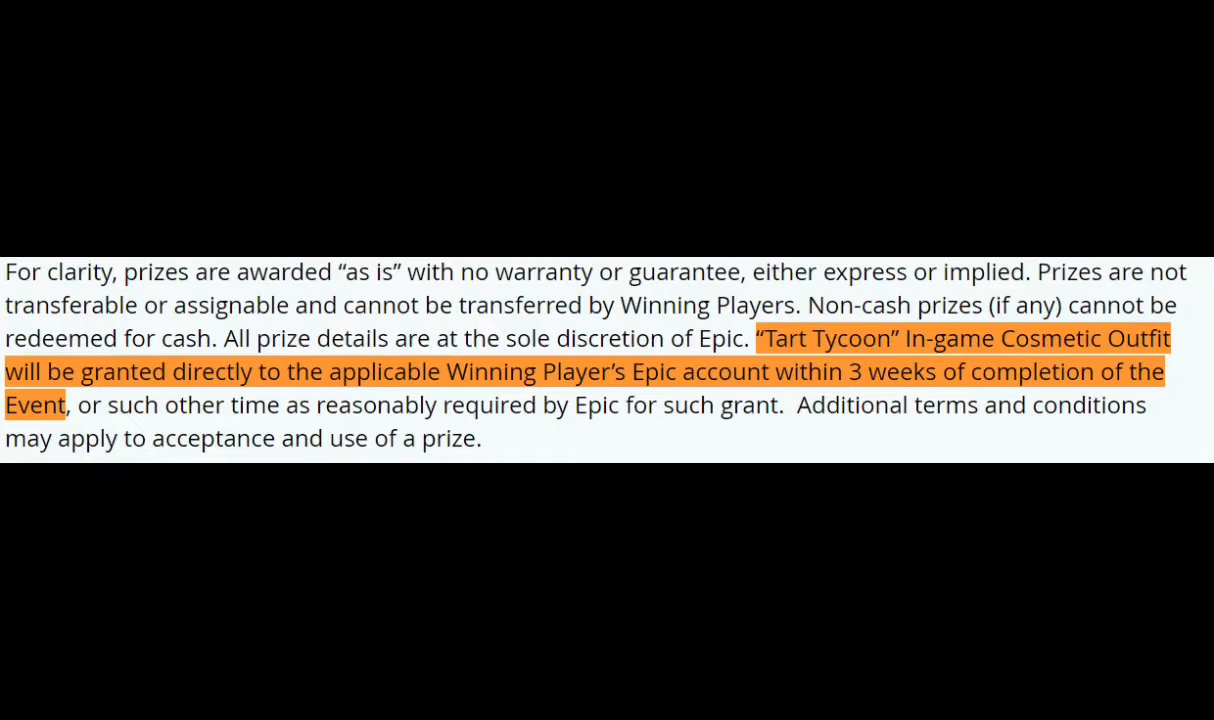 For clarity, prizes are awarded “as is” with no warranty or guarantee, either express or implied. Prizes are not
transferable or assignable and cannot be transferred by Winning Players. Non-cash prizes (if any) cannot be
redeemed for cash. All prize details are at the sole discretion of Epic. “Tart Tycoon” In-game Cosmetic Outfit
will be granted directly to the applicable Winning Player’s Epic account within 3 weeks of completion of the
Event, or such other time as reasonably required by Epic for such grant.  Additional terms and conditions
may apply to acceptance and use of a prize.